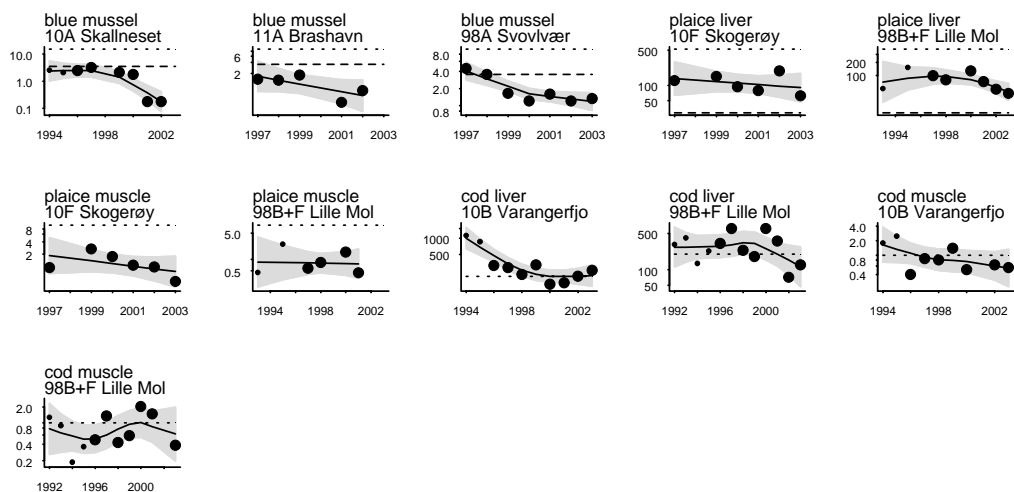 blue mussel
10A Skallneset
10.0
1.0
0.1
1994 1998 2002
blue mussel
11A Brashavn
6
2
1997 1999 2001 2003
blue mussel
98A Svovlvær
8.0
4.0
2.0
0.8
1997 1999 2001 2003
plaice liver
10F Skogerøy
500
100
50
1997 1999 2001 2003
plaice liver
98B+F Lille Mol
200
100
1994 1998 2002
plaice muscle
10F Skogerøy
8
4
2
1997 1999 2001 2003
plaice muscle
98B+F Lille Mol
5.0
0.5
1994 1998 2002
cod liver
10B Varangerfjo
1000
500
1994 1998 2002
cod liver
98B+F Lille Mol
500
100
50
1992 1996 2000
cod muscle
10B Varangerfjo
4.0
2.0
0.8
0.4
1994 1998 2002
cod muscle
98B+F Lille Mol
2.0
0.8
0.4
0.2
1992 1996 2000